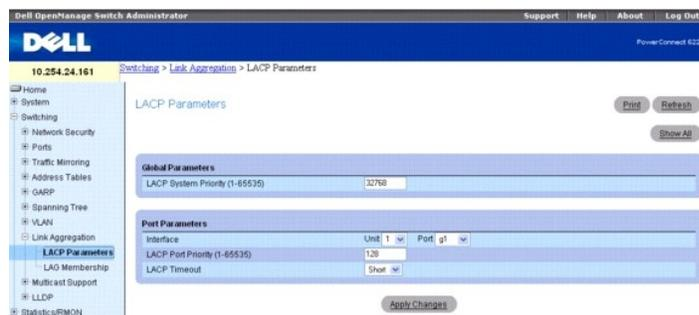 Dell OpenManage Switch Administrator
Support Help About Log Out
DELL
PowerConnect 622
10.254.24.161
Switching > Link Aggregation > LACP Parameters
Home
System
Switching
Network Security
Ports
Traffic Mirroring
Address Tables
GARP
Spanning Tree
VLAN
Link Aggregation
LACP Parameters
LAG Membership
Multicast Support
LLDP
Statistics/RMON
LACP Parameters
Print Refresh
Show All
Global Parameters
LACP System Priority (1-65535) 32768
Port Parameters
Interface Unit 1 Port g1
LACP Port Priority (1-65535) 128
LACP Timeout Short
Apply Changes